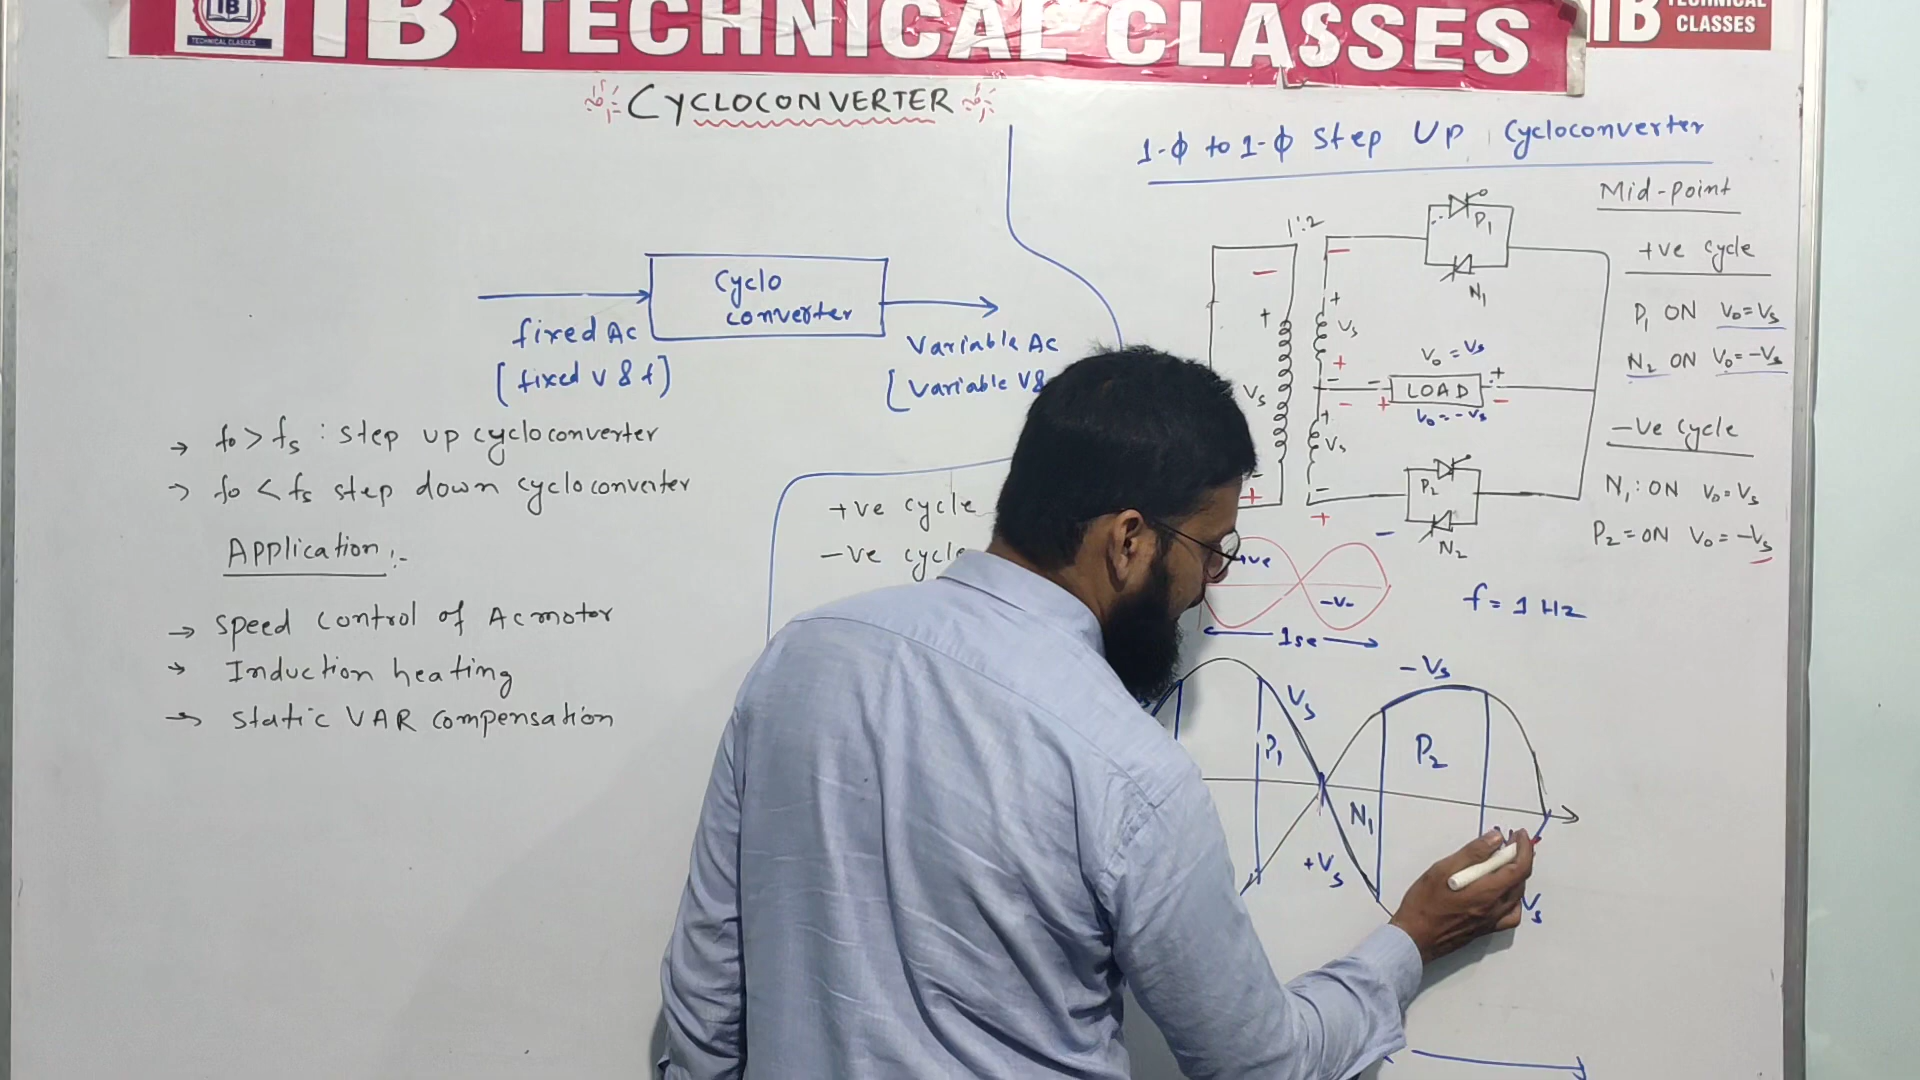 IB
TECHNICAL CLASSES
IB TECHNICAL CLASSES
IB TECHNICAL
CLASSES
CYCLOCONVERTER
fixed Ac
[fixed V & f]
Cyclo
converter
Variable Ac
[Variable V&
→ fo > fs : step up cycloconverter
→ fo < fs step down cycloconverter
Application :-
→ Speed control of Ac motor
→ Induction heating
→ Static VAR compensation
+ve cycle
-ve cycle
1-ϕ to 1-ϕ Step Up Cycloconverter
1:2
P1
N1
- + Vs - +
- + Vs + - - + Vs - +
Vo = Vs
- LOAD +
+ -
Vo = -Vs
P2
N2
Mid-point
+ve cycle
P1 ON Vo=Vs
N2 ON Vo=-Vs
-ve cycle
N1: ON Vo=Vs
P2=ON Vo = -Vs
+ve
-v-
1se
f = 1 Hz
Vs
P1
N1
+Vs
-Vs
P2
Vs